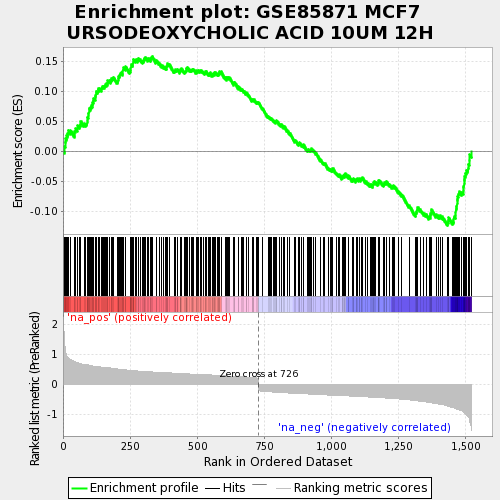 Enrichment plot: GSE85871 MCF7
URSODEOXYCHOLIC ACID 10UM 12H
Enrichment score (ES)
0.15
0.10
0.05
0.00
-0.05
-0.10
'na_pos' (positively correlated)
Ranked list metric (PreRanked)
2
1
0
-1
Zero cross at 726
'na_neg' (negatively correlated)
0
250
500
750
1,000
1,250
1,500
Rank in Ordered Dataset
Enrichment profile
Hits
Ranking metric scores